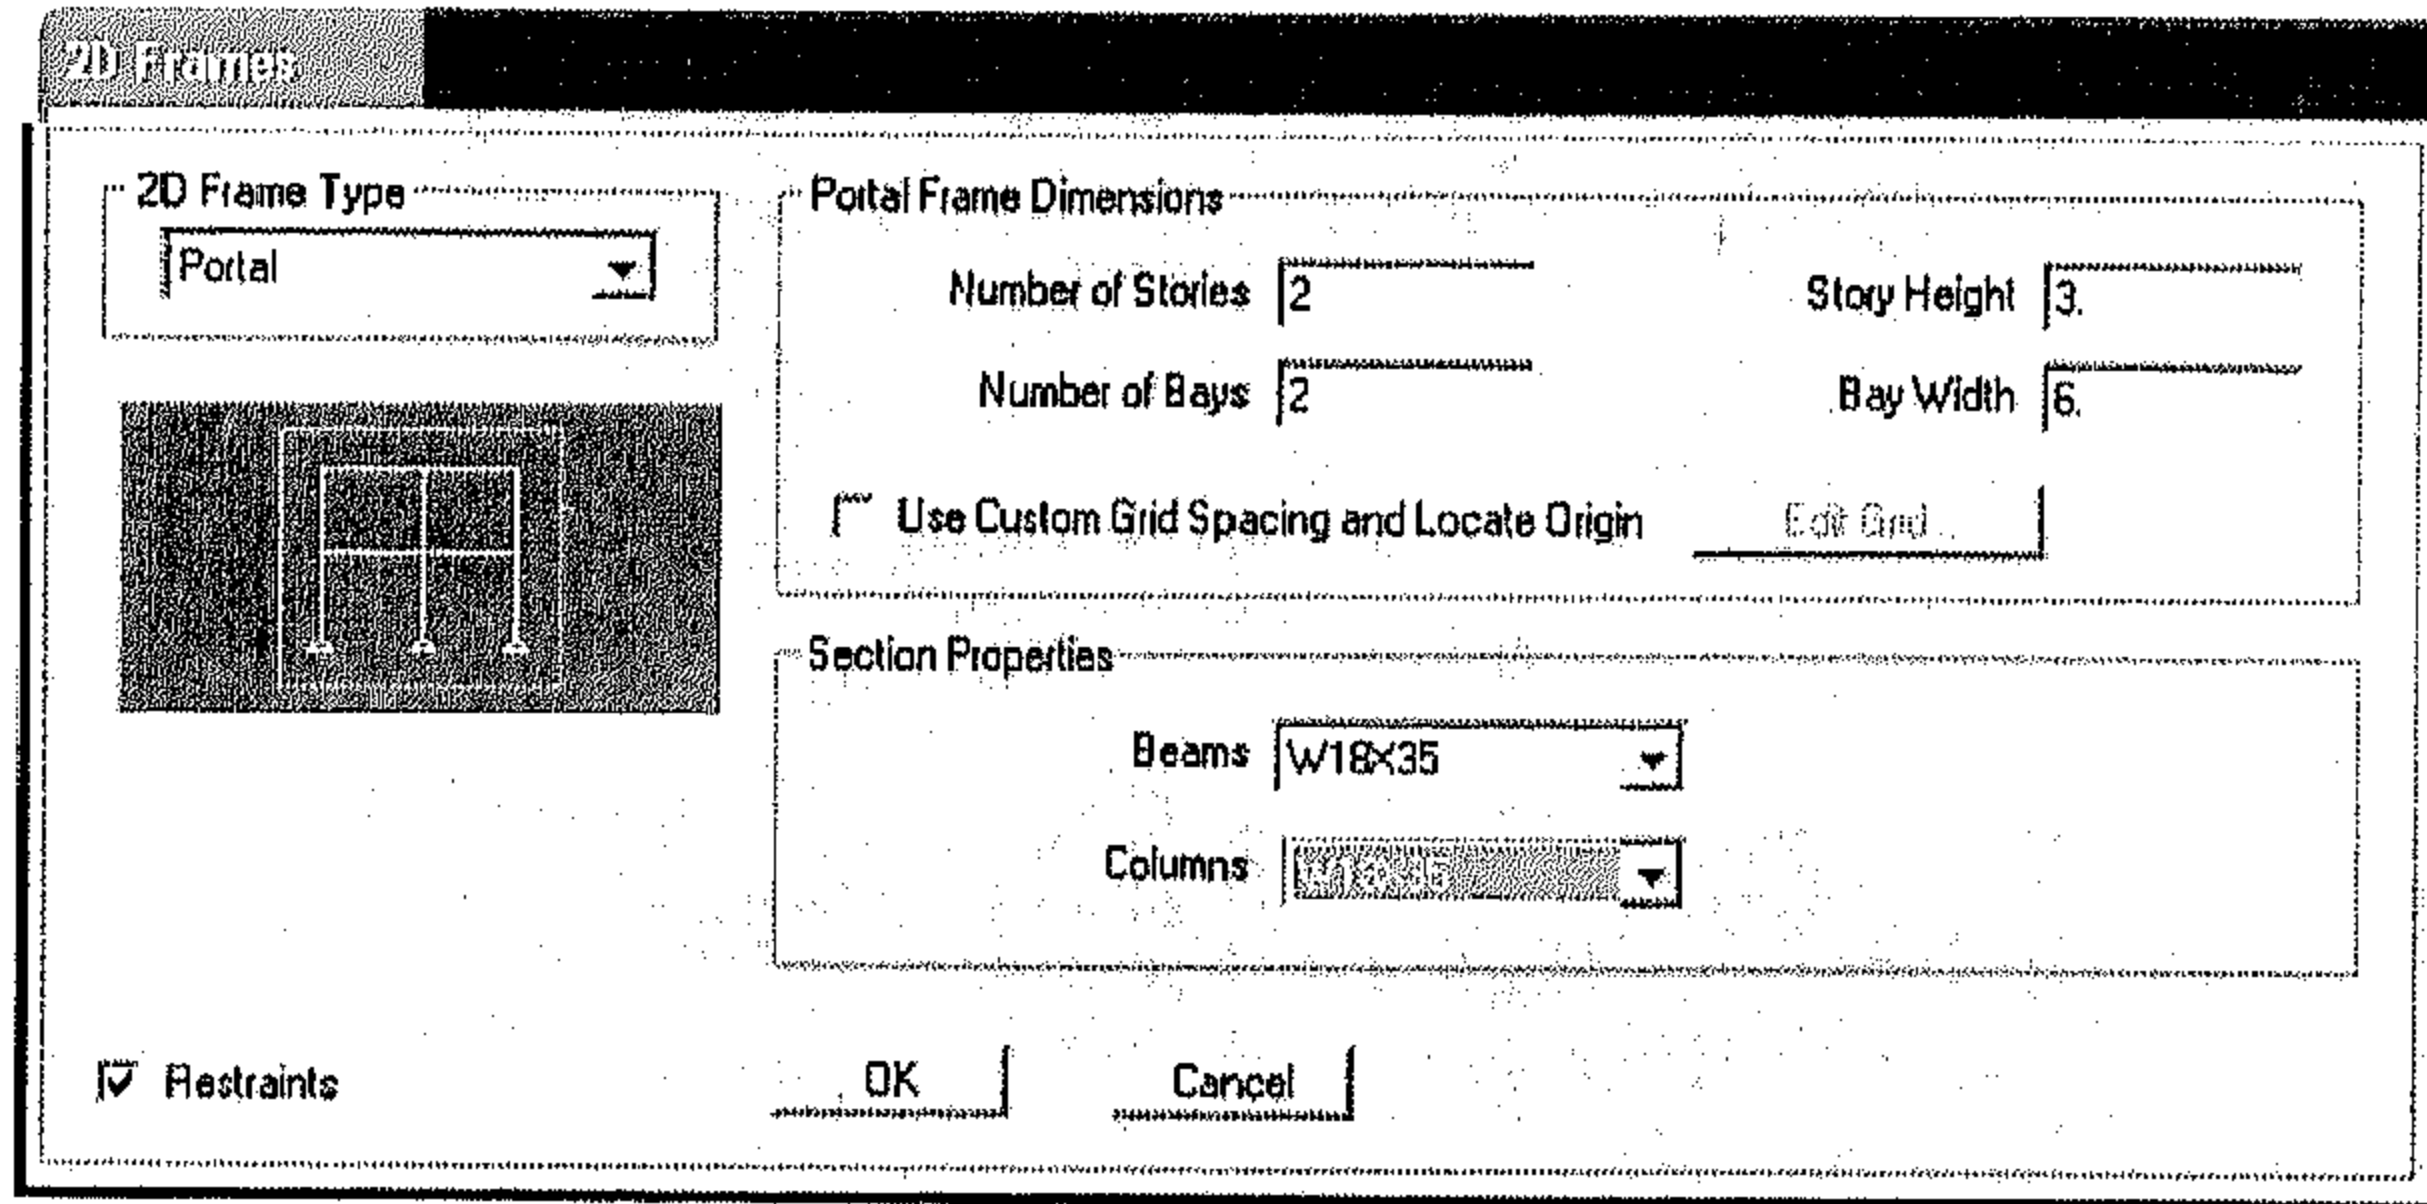 2D Frames
2D Frame Type
Portal
Portal Frame Dimensions
Number of Stories 2
Story Height 3.
Number of Bays 2
Bay Width 6.
Use Custom Grid Spacing and Locate Origin
Edit Grid...
Section Properties
Beams W18X35
Columns
Restraints
OK
Cancel